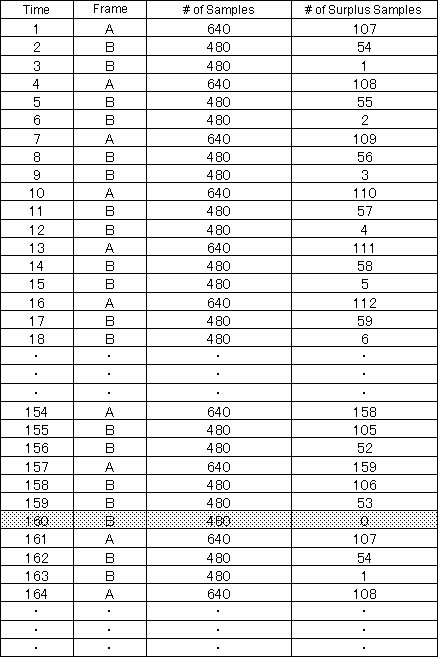 Time Frame # of Samples # of Surplus Samples
1 A 640 107
2 B 480 54
3 B 480 1
4 A 640 108
5 B 480 55
6 B 480 2
7 A 640 109
8 B 480 56
9 B 480 3
10 A 640 110
11 B 480 57
12 B 480 4
13 A 640 111
14 B 480 58
15 B 480 5
16 A 640 112
17 B 480 59
18 B 480 6
· · · ·
· · · ·
· · · ·
154 A 640 158
155 B 480 105
156 B 480 52
157 A 640 159
158 B 480 106
159 B 480 53
160 B 480 0
161 A 640 107
162 B 480 54
163 B 480 1
164 A 640 108
· · · ·
· · · ·
· · · ·